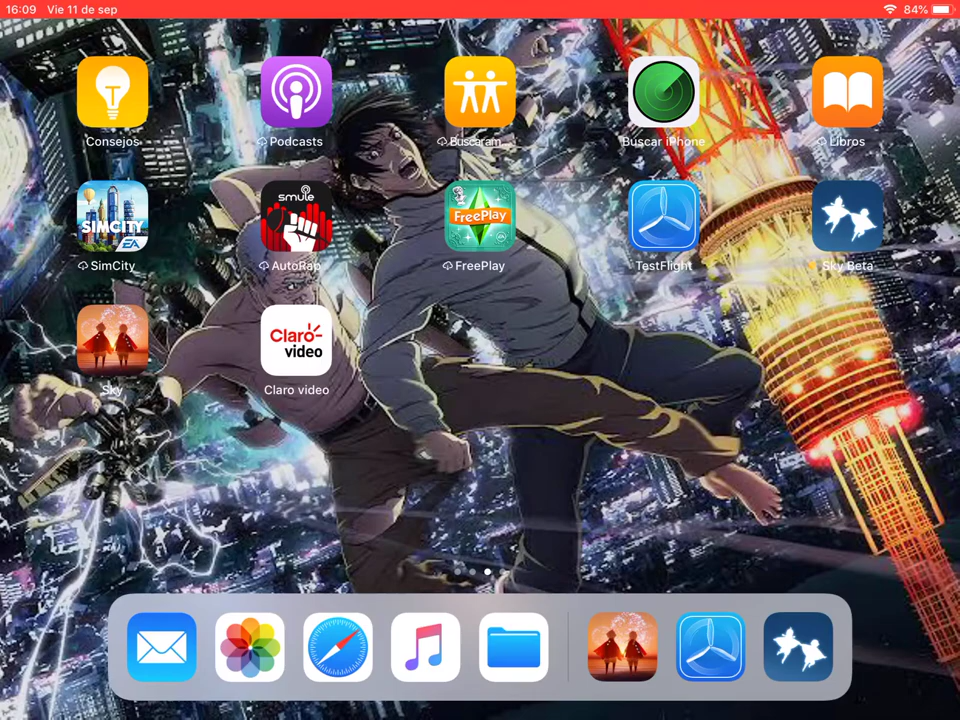 16:09 Vie 11 de sep 84%
Consejos
Podcasts
Buscaram...
Buscar iPhone
Libros
SIMCITY
EA
smule
FreePlay
SimCity
AutoRap
FreePlay
TestFlight
Sky Beta
Claro-
video
Sky
Claro video